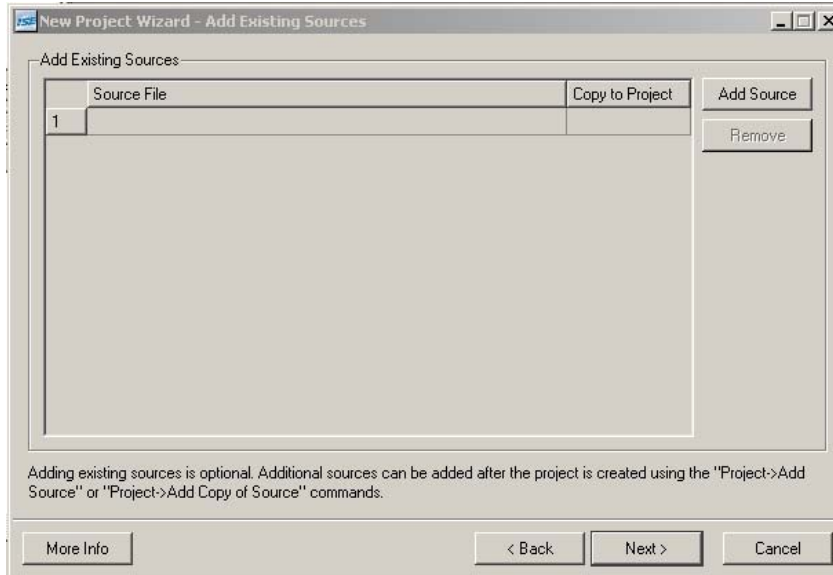 ISE New Project Wizard - Add Existing Sources
Add Existing Sources
Source File Copy to Project
Add Source
1
Remove
Adding existing sources is optional. Additional sources can be added after the project is created using the "Project->Add
Source" or "Project->Add Copy of Source" commands.
More Info < Back Next > Cancel